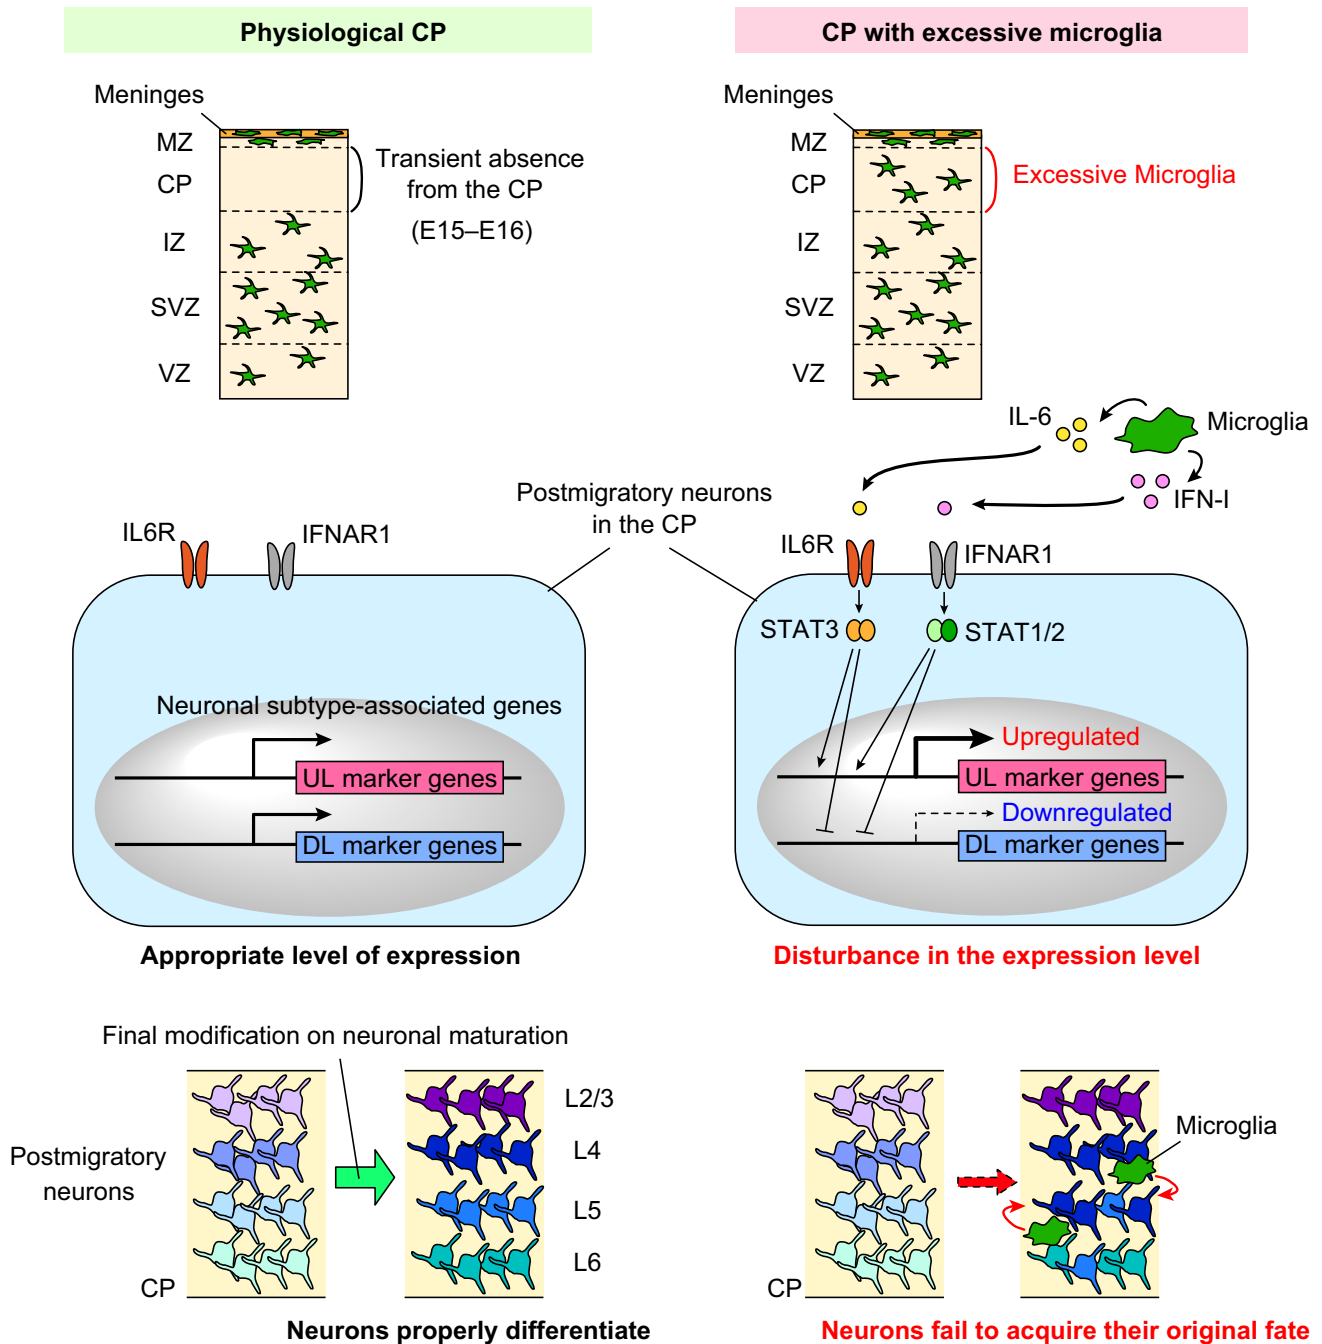 Physiological CP
CP with excessive microglia
Meninges
MZ
CP
IZ
SVZ
VZ
Transient absence
from the CP
(E15–E16)
Meninges
MZ
CP
IZ
SVZ
VZ
Excessive Microglia
IL-6
Microglia
IFN-I
Postmigratory neurons
in the CP
IL6R
IFNAR1
Neuronal subtype-associated genes
UL marker genes
DL marker genes
Appropriate level of expression
IL6R
IFNAR1
STAT3
STAT1/2
Upregulated
UL marker genes
Downregulated
DL marker genes
Disturbance in the expression level
Final modification on neuronal maturation
Postmigratory
neurons
CP
L2/3
L4
L5
L6
Neurons properly differentiate
Microglia
CP
Neurons fail to acquire their original fate